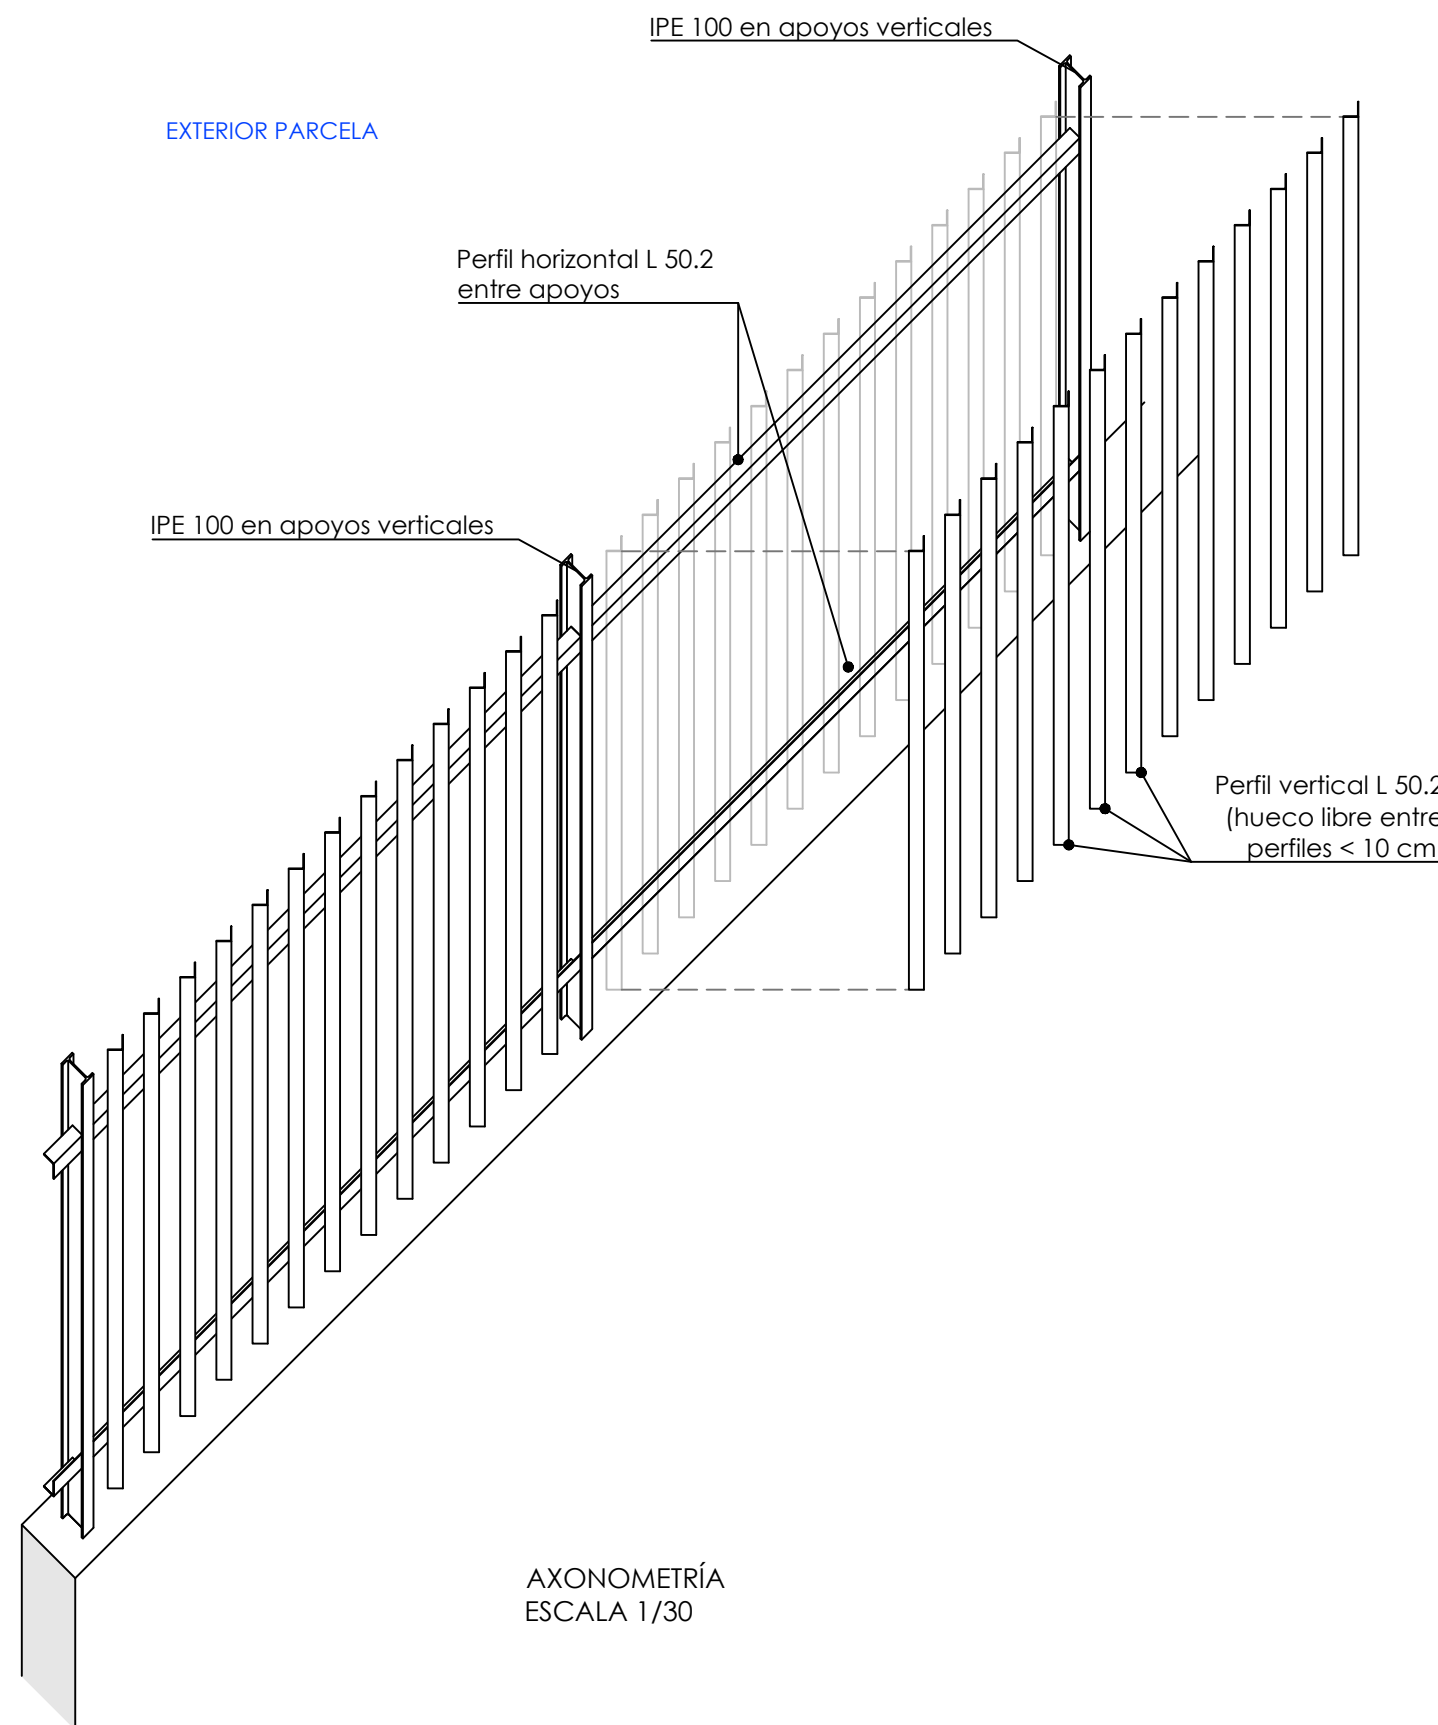 IPE 100 en apoyos verticales
EXTERIOR PARCELA
Perfil horizontal L 50.2
entre apoyos
IPE 100 en apoyos verticales
Perfil vertical L 50.2
(hueco libre entre
perfiles < 10 cm
AXONOMETRÍA
ESCALA 1/30